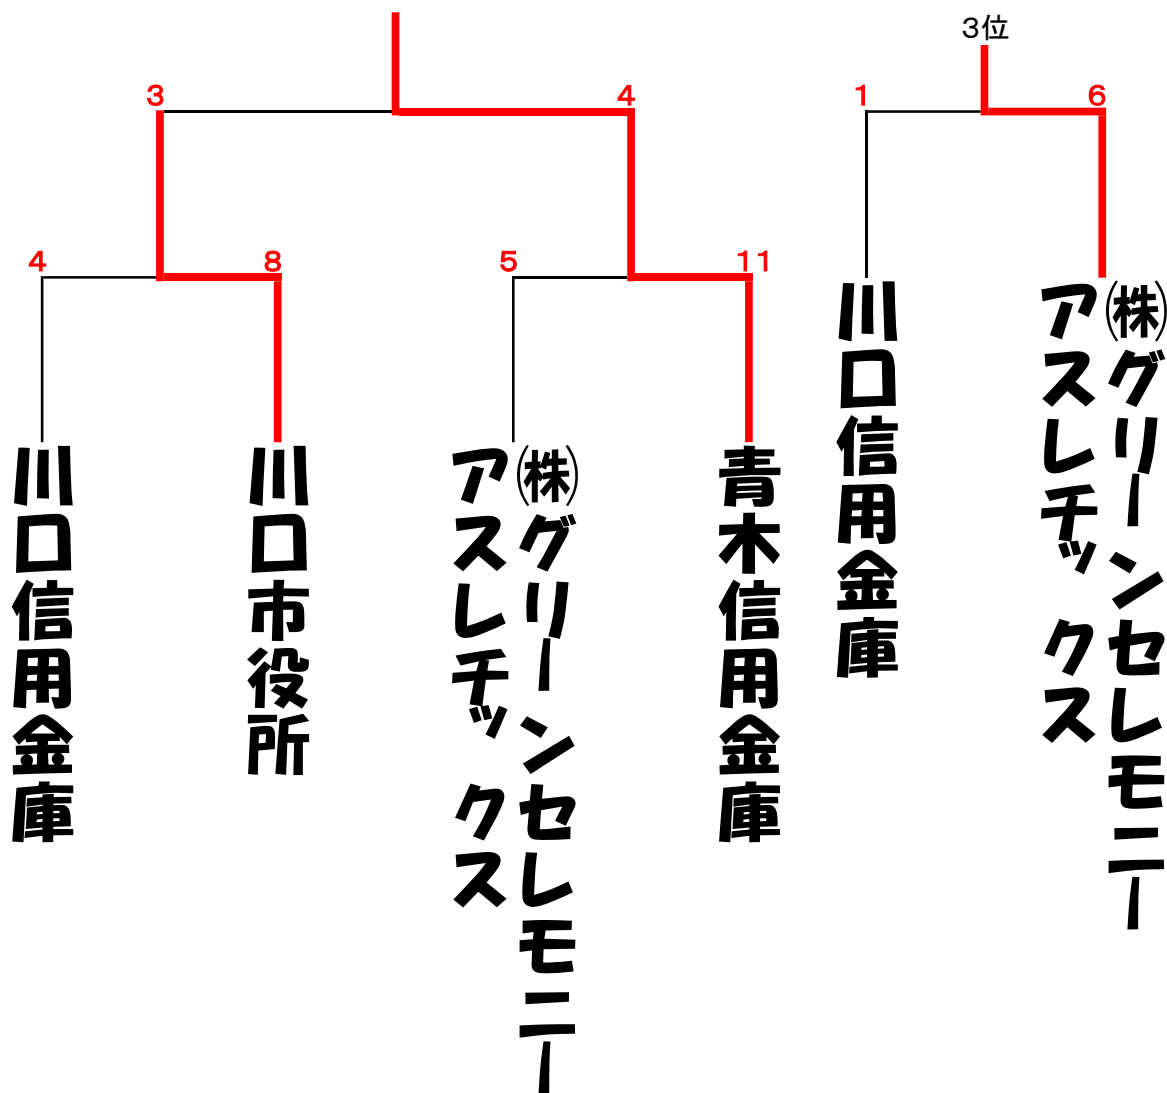 3位
3
4
1
6
4
8
5
11
川口信用金庫
川口市役所
㈱グリーンセレモニー
アスレチックス
青木信用金庫
川口信用金庫
㈱グリーンセレモニー
アスレチックス